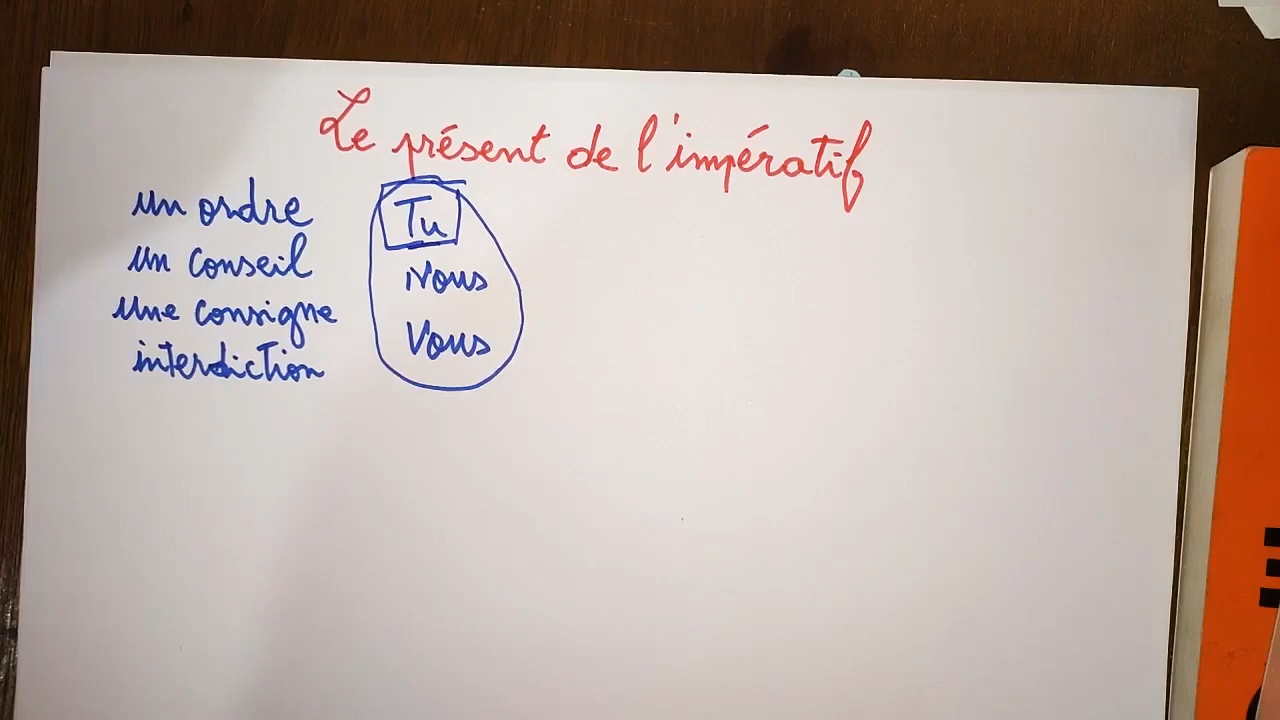 Le présent de l'impératif
un ordre
un conseil
une consigne
interdiction
Tu
Nous
Vous